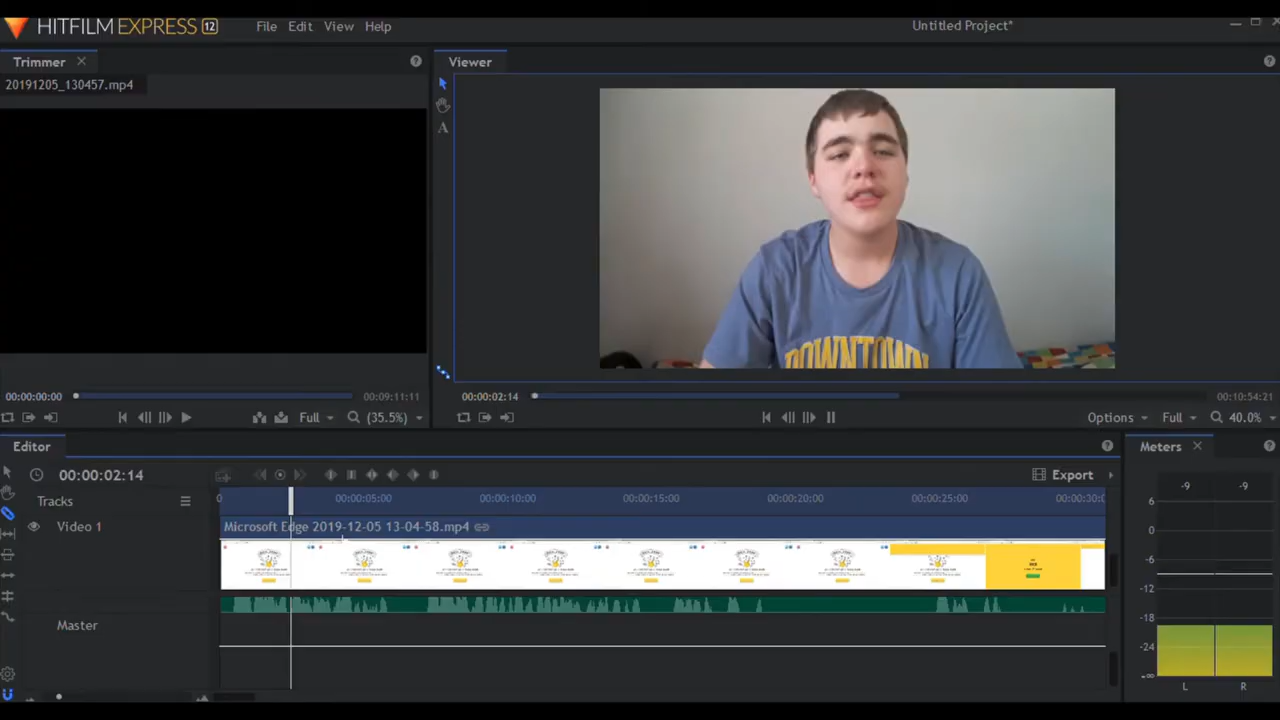 HITFILM EXPRESS 12 File Edit View Help Untitled Project*
Trimmer
20191205_130457.mp4
Viewer
A
DOWNTOWN
00:00:00:00 00:09:11:11
Full (35.5%)
00:00:02:14 00:10:54:21
Options Full 40.0%
Editor
00:00:02:14 Export
Tracks
0 00:00:05:00 00:00:10:00 00:00:15:00 00:00:20:00 00:00:25:00 00:00:30:0
Video 1
Microsoft Edge 2019-12-05 13-04-58.mp4
Master
Meters
-9 -9
6
0
-6
-12
-18
-24
-∞
L R